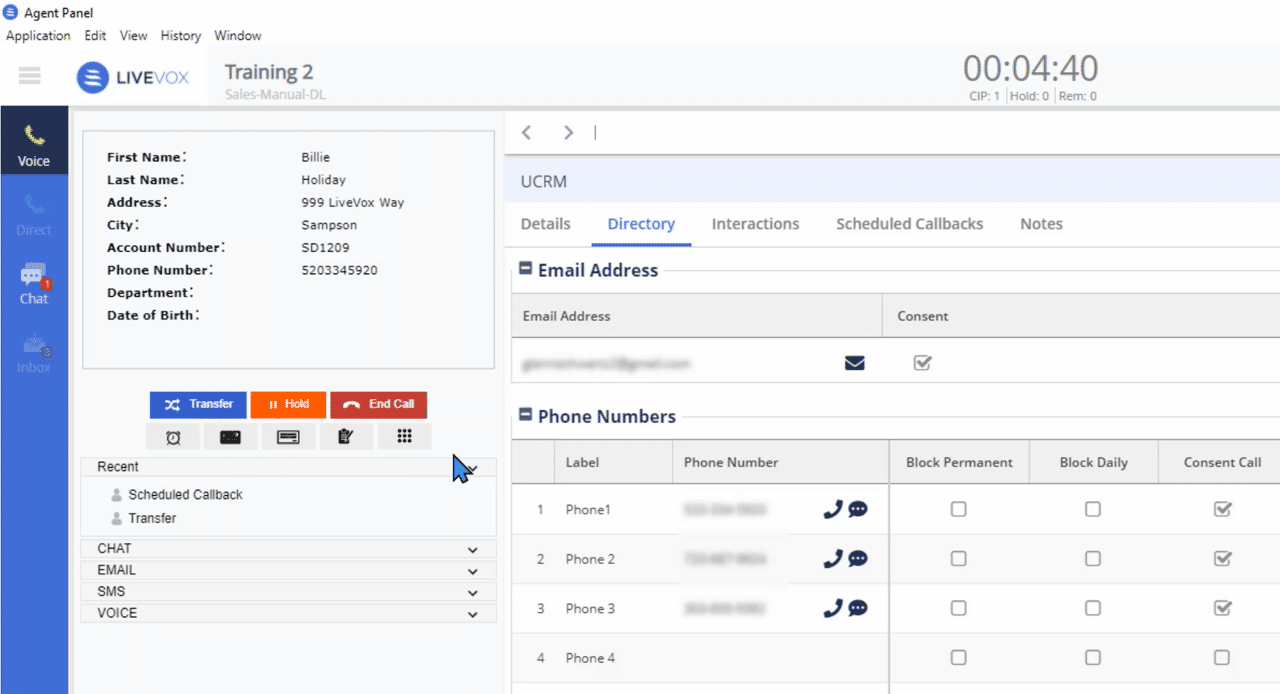 Agent Panel
Application Edit View History Window
LIVEVOX
Training 2
Sales-Manual-DL
00:04:40
CIP: 1 Hold: 0 Rem: 0
Voice
Direct
Chat
1
Inbox
First Name: Billie
Last Name: Holiday
Address: 999 LiveVox Way
City: Sampson
Account Number: SD1209
Phone Number: 5203345920
Department:
Date of Birth:
Transfer Hold End Call
Recent
Scheduled Callback
Transfer
CHAT
EMAIL
SMS
VOICE
UCRM
Details Directory Interactions Scheduled Callbacks Notes
Email Address
Email Address Consent
Phone Numbers
Label Phone Number Block Permanent Block Daily Consent Call
1 Phone1
2 Phone 2
3 Phone 3
4 Phone 4